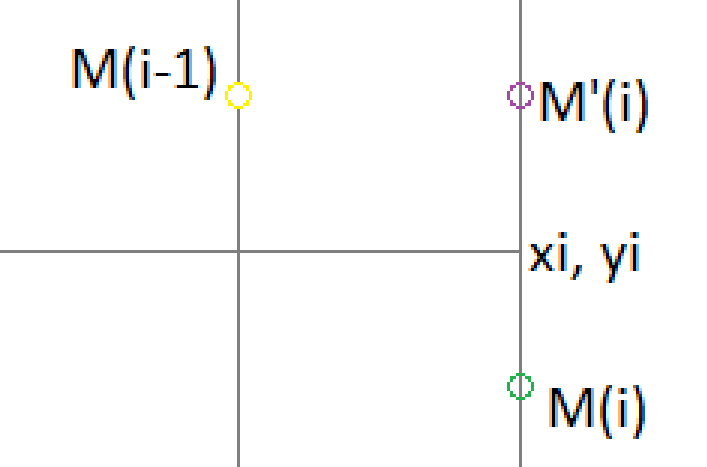 M(i-1)
M'(i)
xi, yi
M(i)